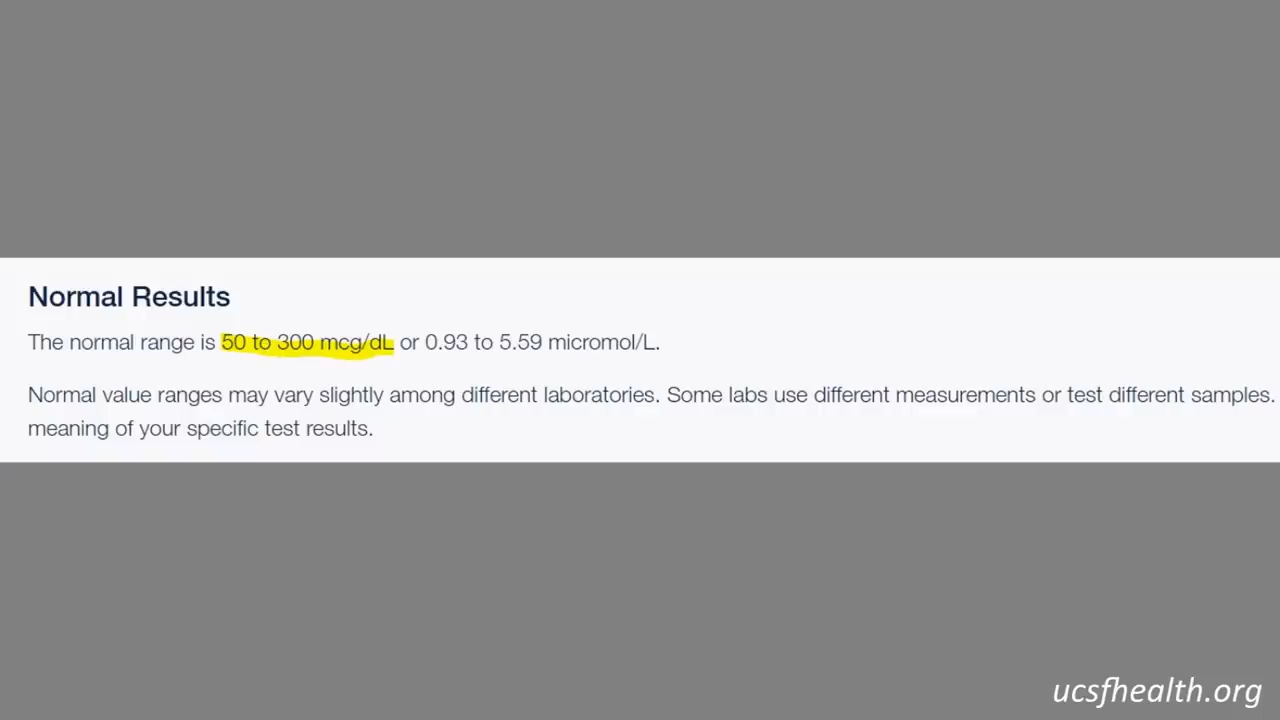 Normal Results
The normal range is 50 to 300 mcg/dL or 0.93 to 5.59 micromol/L.
Normal value ranges may vary slightly among different laboratories. Some labs use different measurements or test different samples.
meaning of your specific test results.
ucsfhealth.org